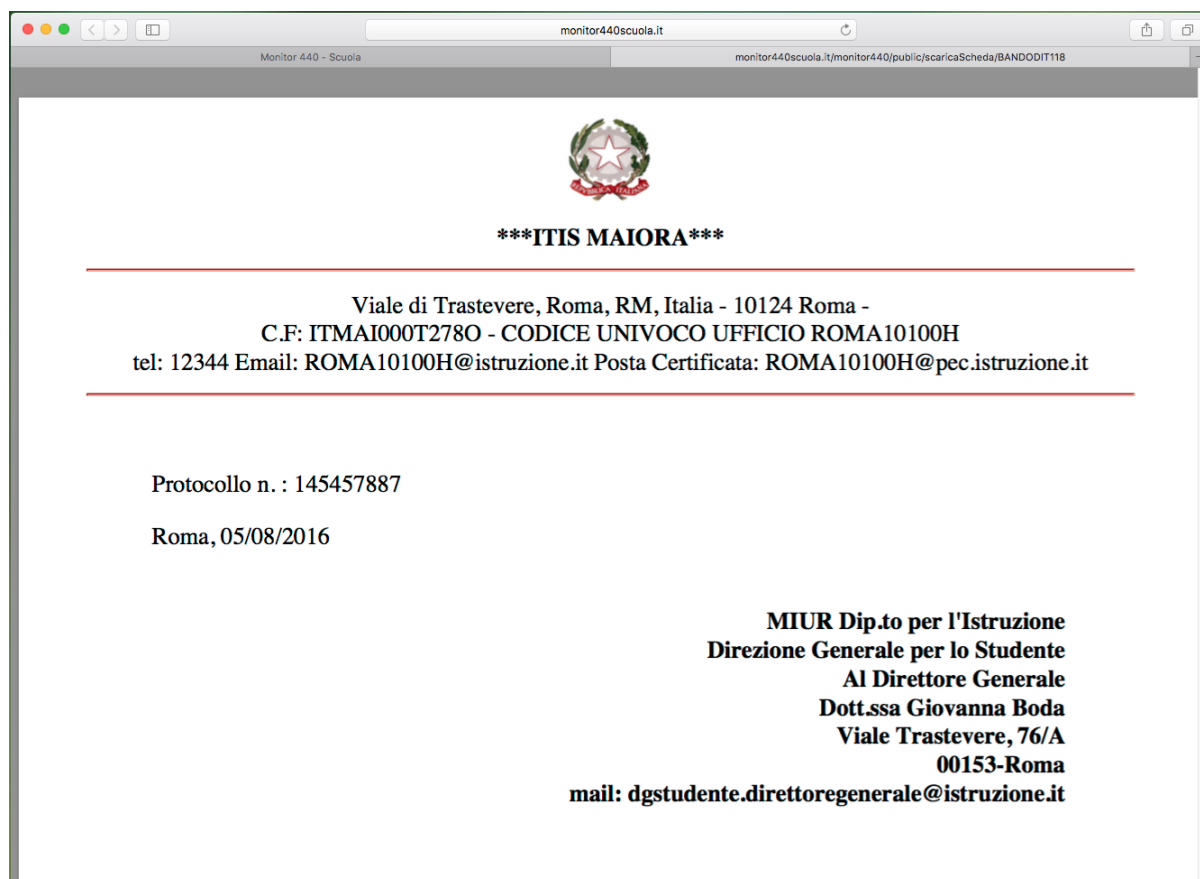 monitor440scuola.it
Monitor 440 - Scuola
monitor440scuola.it/monitor440/public/scaricaScheda/BANDODIT118
REPVBBLICA ITALIANA
***ITIS MAIORA***
Viale di Trastevere, Roma, RM, Italia - 10124 Roma -
C.F: ITMAI000T278O - CODICE UNIVOCO UFFICIO ROMA10100H
tel: 12344 Email: ROMA10100H@istruzione.it Posta Certificata: ROMA10100H@pec.istruzione.it
Protocollo n. : 145457887
Roma, 05/08/2016
MIUR Dip.to per l'Istruzione
Direzione Generale per lo Studente
Al Direttore Generale
Dott.ssa Giovanna Boda
Viale Trastevere, 76/A
00153-Roma
mail: dgstudente.direttoregenerale@istruzione.it